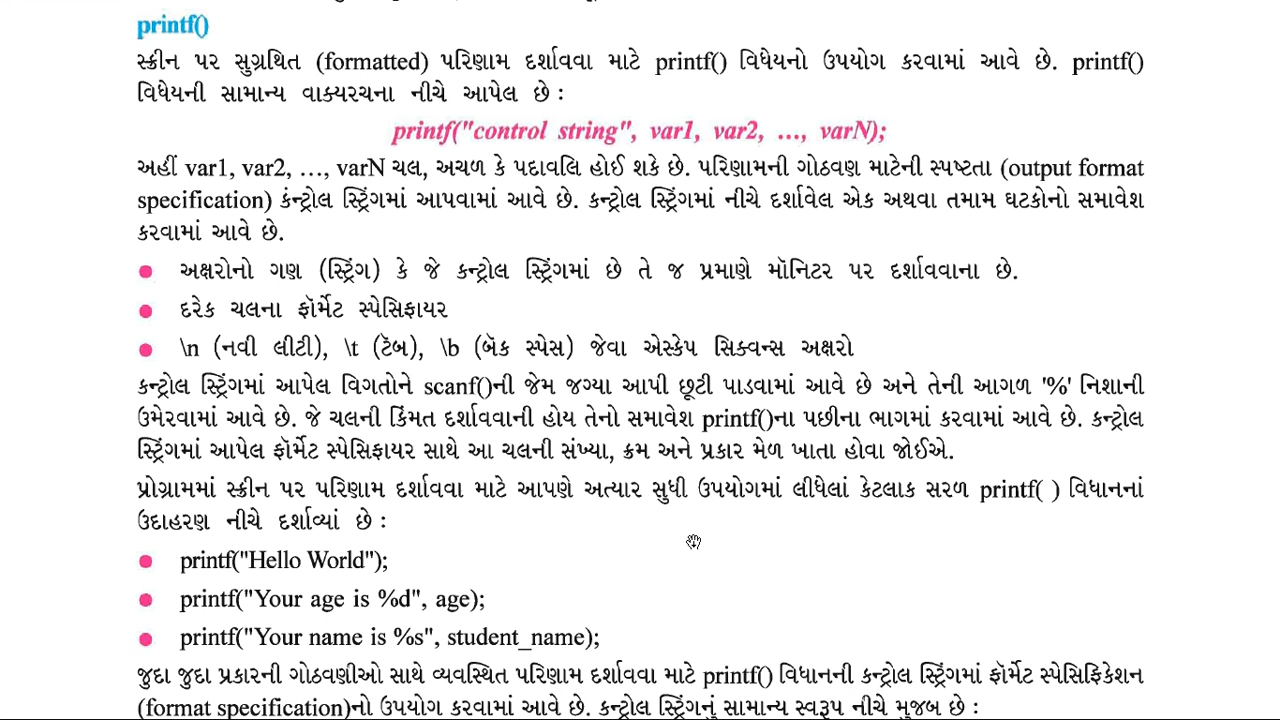 printf()
સ્ક્રીન પર સુગ્રથિત (formatted) પરિણામ દર્શાવવા માટે printf() વિધેયનો ઉપયોગ કરવામાં આવે છે. printf()
વિધેયની સામાન્ય વાક્યરચના નીચે આપેલ છે :
printf("control string", var1, var2, ..., varN);
અહીં var1, var2, ..., varN ચલ, અચળ કે પદાવલિ હોઈ શકે છે. પરિણામની ગોઠવણ માટેની સ્પષ્ટતા (output format
specification) કંન્ટ્રોલ સ્ટ્રિંગમાં આપવામાં આવે છે. કન્ટ્રોલ સ્ટ્રિંગમાં નીચે દર્શાવેલ એક અથવા તમામ ઘટકોનો સમાવેશ
કરવામાં આવે છે.
● અક્ષરોનો ગણ (સ્ટ્રિંગ) કે જે કન્ટ્રોલ સ્ટ્રિંગમાં છે તે જ પ્રમાણે મૉનિટર પર દર્શાવવાના છે.
● દરેક ચલના ફૉર્મેટ સ્પેસિફાયર
● \n (નવી લીટી), \t (ટૅબ), \b (બૅક સ્પેસ) જેવા એસ્કેપ સિક્વન્સ અક્ષરો
કન્ટ્રોલ સ્ટ્રિંગમાં આપેલ વિગતોને scanf()ની જેમ જગ્યા આપી છૂટી પાડવામાં આવે છે અને તેની આગળ '%' નિશાની
ઉમેરવામાં આવે છે. જે ચલની કિંમત દર્શાવવાની હોય તેનો સમાવેશ printf()ના પછીના ભાગમાં કરવામાં આવે છે. કન્ટ્રોલ
સ્ટ્રિંગમાં આપેલ ફૉર્મેટ સ્પેસિફાયર સાથે આ ચલની સંખ્યા, ક્રમ અને પ્રકાર મેળ ખાતા હોવા જોઈએ.
પ્રોગ્રામમાં સ્ક્રીન પર પરિણામ દર્શાવવા માટે આપણે અત્યાર સુધી ઉપયોગમાં લીધેલાં કેટલાક સરળ printf( ) વિધાનનાં
ઉદાહરણ નીચે દર્શાવ્યાં છે :
● printf("Hello World");
● printf("Your age is %d", age);
● printf("Your name is %s", student_name);
જુદા જુદા પ્રકારની ગોઠવણીઓ સાથે વ્યવસ્થિત પરિણામ દર્શાવવા માટે printf() વિધાનની કન્ટ્રોલ સ્ટ્રિંગમાં ફૉર્મેટ સ્પેસિફિકેશન
(format specification)નો ઉપયોગ કરવામાં આવે છે. કન્ટ્રોલ સ્ટ્રિંગનું સામાન્ય સ્વરૂપ નીચે મુજબ છે :